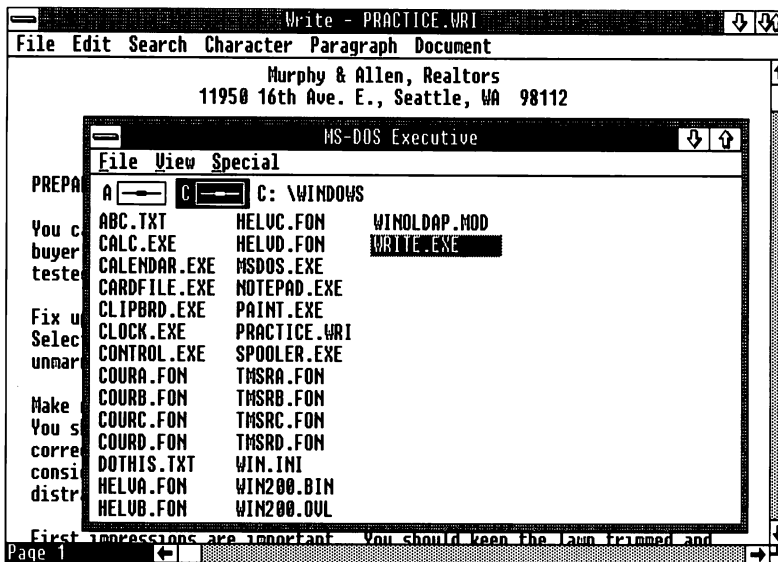 Write - PRACTICE.WRI
File Edit Search Character Paragraph Document
Murphy & Allen, Realtors
11950 16th Ave. E., Seattle, WA 98112
MS-DOS Executive
File View Special
A C C: \WINDOWS
PREPA
ABC.TXT HELVC.FON WINOLDAP.MOD
You c
CALC.EXE HELVD.FON WRITE.EXE
buyer
CALENDAR.EXE MSDOS.EXE
teste
CARDFILE.EXE NOTEPAD.EXE
CLIPBRD.EXE PAINT.EXE
Fix u
CLOCK.EXE PRACTICE.WRI
Selec
CONTROL.EXE SPOOLER.EXE
unmar
COURA.FON TMSRA.FON
COURB.FON TMSRB.FON
Make
COURC.FON TMSRC.FON
You s
COURD.FON TMSRD.FON
corre
DOTHIS.TXT WIN.INI
consi
HELVA.FON WIN200.BIN
distr
HELVB.FON WIN200.OVL
First impressions are important. You should keep the lawn trimmed and
Page 1